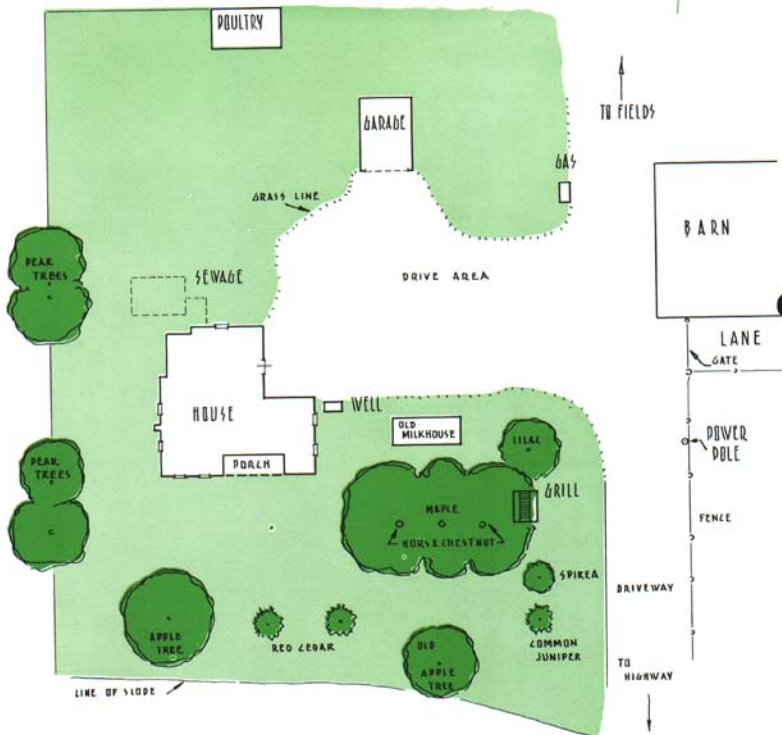 POULTRY
TO FIELDS
GARAGE
GAS
GRASS LINE
BARN
PEAR
TREES
SEWAGE
DRIVE AREA
LANE
GATE
HOUSE
WELL
OLD
MILKHOUSE
LILAC
POWER
POLE
PORCH
PEAR
TREES
GRILL
MAPLE
HORSE CHESTNUT
FENCE
SPIREA
DRIVEWAY
APPLE
TREE
RED CEDAR
OLD
APPLE
TREE
COMMON
JUNIPER
TO
HIGHWAY
LINE OF SLOPE